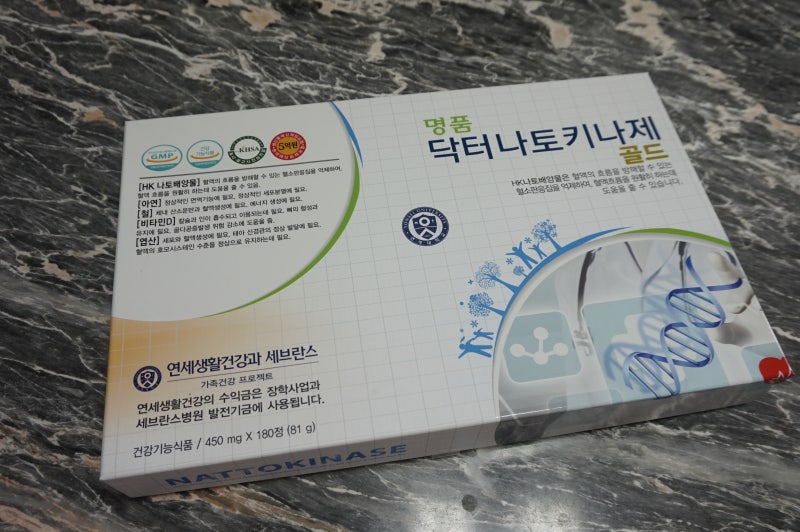 GMP
건강
기능식품
KHSA
5억원
[HK 나토배양물] 혈액의 흐름을 방해할 수 있는 혈소판응집을 억제하여,
혈액 흐름을 원활히 하는데 도움을 줄 수 있음.
[아연] 정상적인 면역기능에 필요, 정상적인 세포분열에 필요.
[철] 체내 산소운반과 혈액생성에 필요, 에너지 생성에 필요.
[비타민D] 칼슘과 인이 흡수되고 이용되는데 필요, 뼈의 형성과
유지에 필요, 골다공증발생 위험 감소에 도움을 줌.
[엽산] 세포와 혈액생성에 필요, 태아 신경관의 정상 발달에 필요,
혈액의 호모시스테인 수준을 정상으로 유지하는데 필요.
명품
닥터나토키나제
골드
HK나토배양물은 혈액의 흐름을 방해할 수 있는
혈소판응집을 억제하여, 혈액흐름을 원활히 하는데
도움을 줄 수 있습니다.
연세생활건강과 세브란스
가족건강 프로젝트
연세생활건강의 수익금은 장학사업과
세브란스병원 발전기금에 사용됩니다.
건강기능식품 / 450 mg X 180정 (81 g)
NATTOKINASE